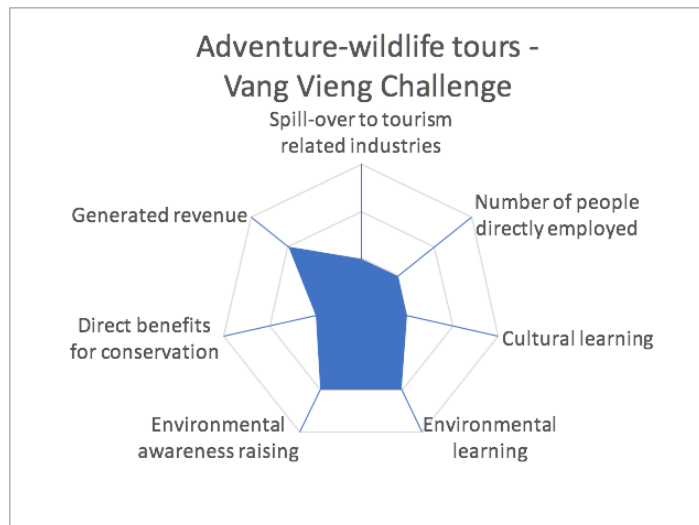 Adventure-wildlife tours -
Vang Vieng Challenge
Spill-over to tourism
related industries
Number of people
directly employed
Generated revenue
Cultural learning
Direct benefits
for conservation
Environmental
learning
Environmental
awareness raising